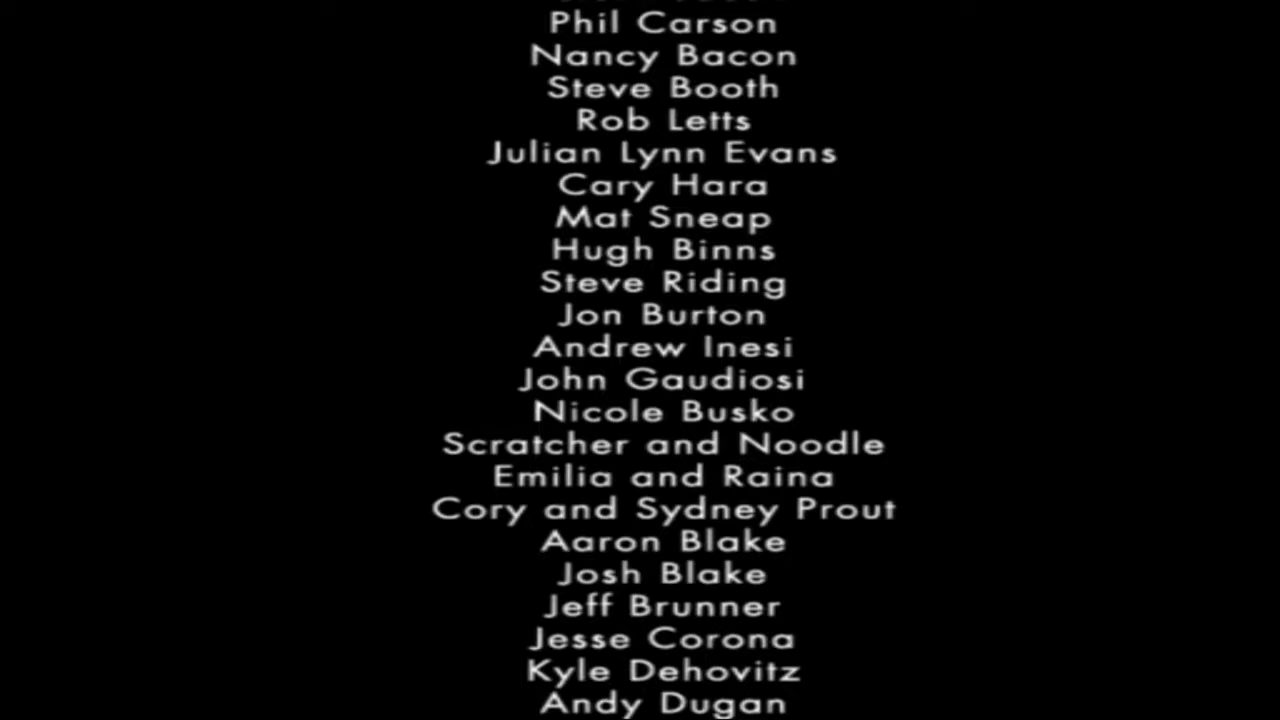 Phil Carson
Nancy Bacon
Steve Booth
Rob Letts
Julian Lynn Evans
Cary Hara
Mat Sneap
Hugh Binns
Steve Riding
Jon Burton
Andrew Inesi
John Gaudiosi
Nicole Busko
Scratcher and Noodle
Emilia and Raina
Cory and Sydney Prout
Aaron Blake
Josh Blake
Jeff Brunner
Jesse Corona
Kyle Dehovitz
Andy Dugan